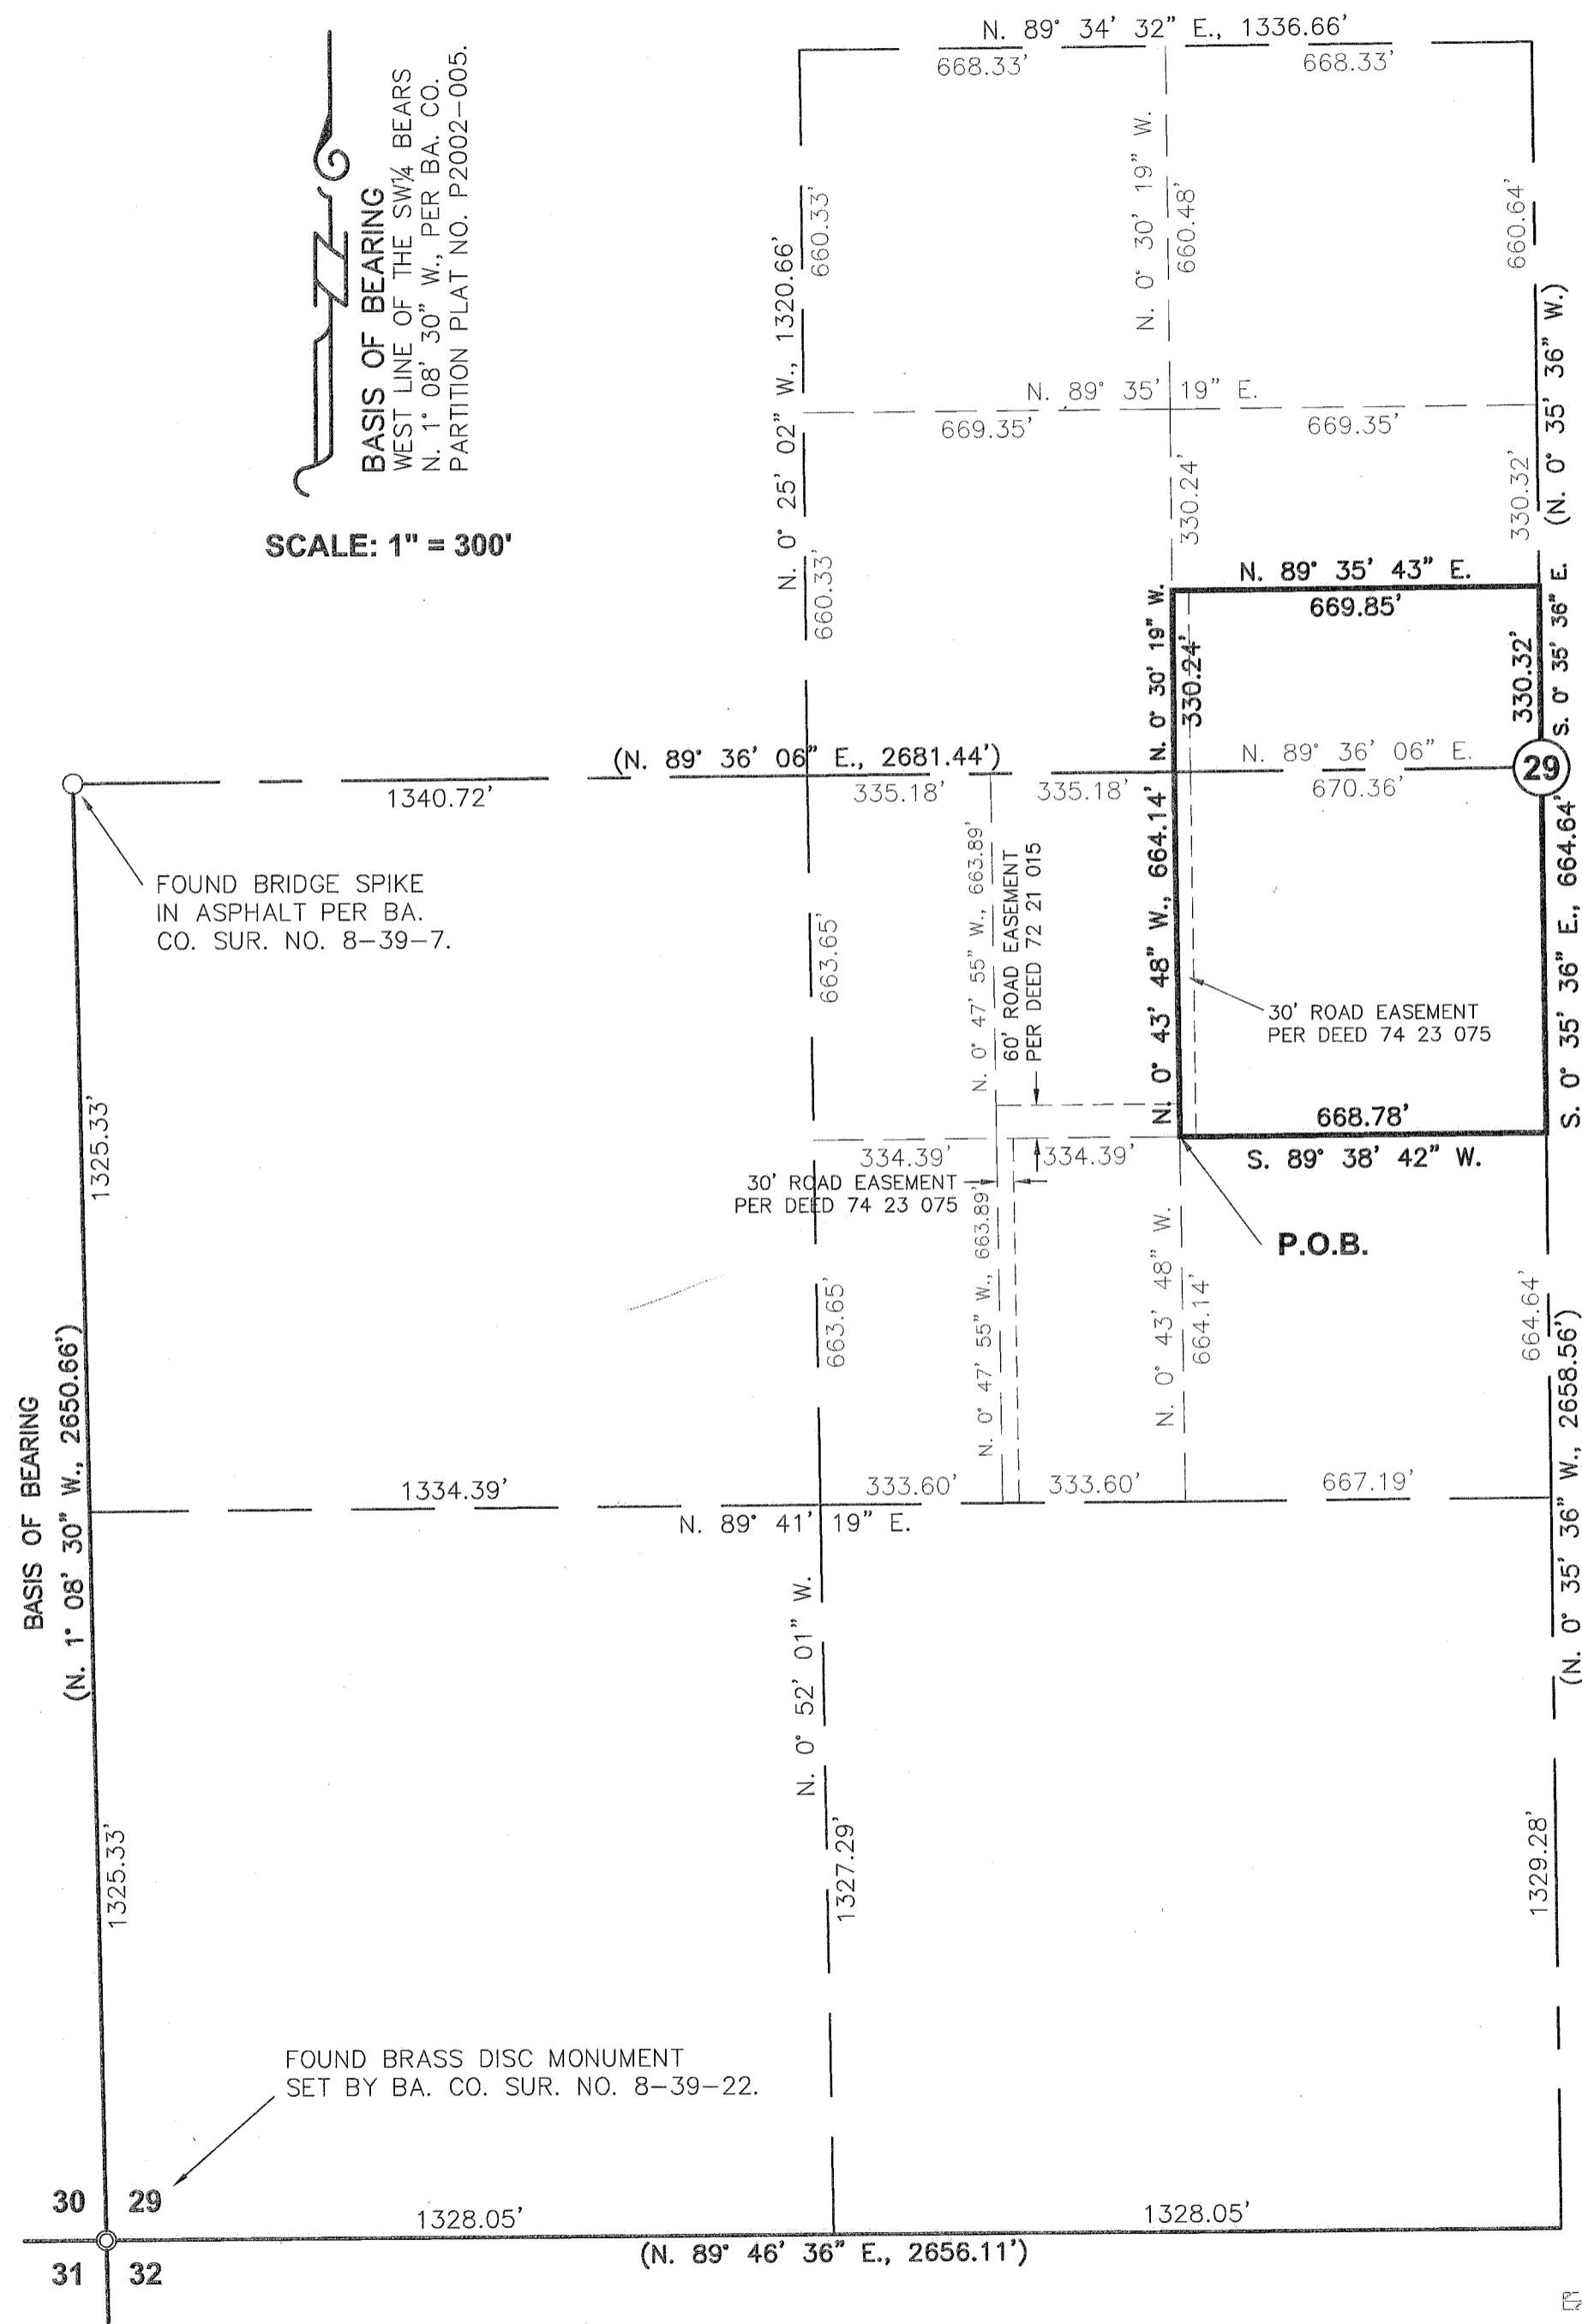 N. 89° 34' 32" E., 1336.66'
668.33'
668.33'
BASIS OF BEARING
WEST LINE OF THE SW¼ BEARS
N. 1° 08' 30" W., PER BA. CO.
PARTITION PLAT NO. P2002-005.
SCALE: 1" = 300'
N. 0° 25' 02" W., 1320.66'
660.33'
660.33'
N. 0° 30' 19" W.
660.48'
660.64'
N. 89° 35' 19" E.
669.35'
669.35'
330.24'
330.32'
(N. 0° 35' 36" W.)
N. 89° 35' 43" E.
669.85'
N. 0° 30' 19" W.
330.24'
330.32'
S. 0° 35' 36" E.
(N. 89° 36' 06" E., 2681.44')
N. 89° 36' 06" E.
29
1340.72'
335.18'
335.18'
670.36'
FOUND BRIDGE SPIKE
IN ASPHALT PER BA.
CO. SUR. NO. 8-39-7.
663.65'
N. 0° 47' 55" W., 663.89'
60' ROAD EASEMENT
PER DEED 72 21 015
N. 0° 43' 48" W., 664.14'
30' ROAD EASEMENT
PER DEED 74 23 075
S. 0° 35' 36" E., 664.64'
1325.33'
668.78'
S. 89° 38' 42" W.
334.39'
334.39'
30' ROAD EASEMENT
PER DEED 74 23 075
P.O.B.
663.65'
N. 0° 47' 55" W., 663.89'
N. 0° 43' 48" W.
664.14'
664.64'
BASIS OF BEARING
(N. 1° 08' 30" W., 2650.66')
(N. 0° 35' 36" W., 2658.56')
1334.39'
333.60'
333.60'
667.19'
N. 89° 41' 19" E.
N. 0° 52' 01" W.
1325.33'
1327.29'
1329.28'
FOUND BRASS DISC MONUMENT
SET BY BA. CO. SUR. NO. 8-39-22.
30
29
1328.05'
1328.05'
(N. 89° 46' 36" E., 2656.11')
31
32